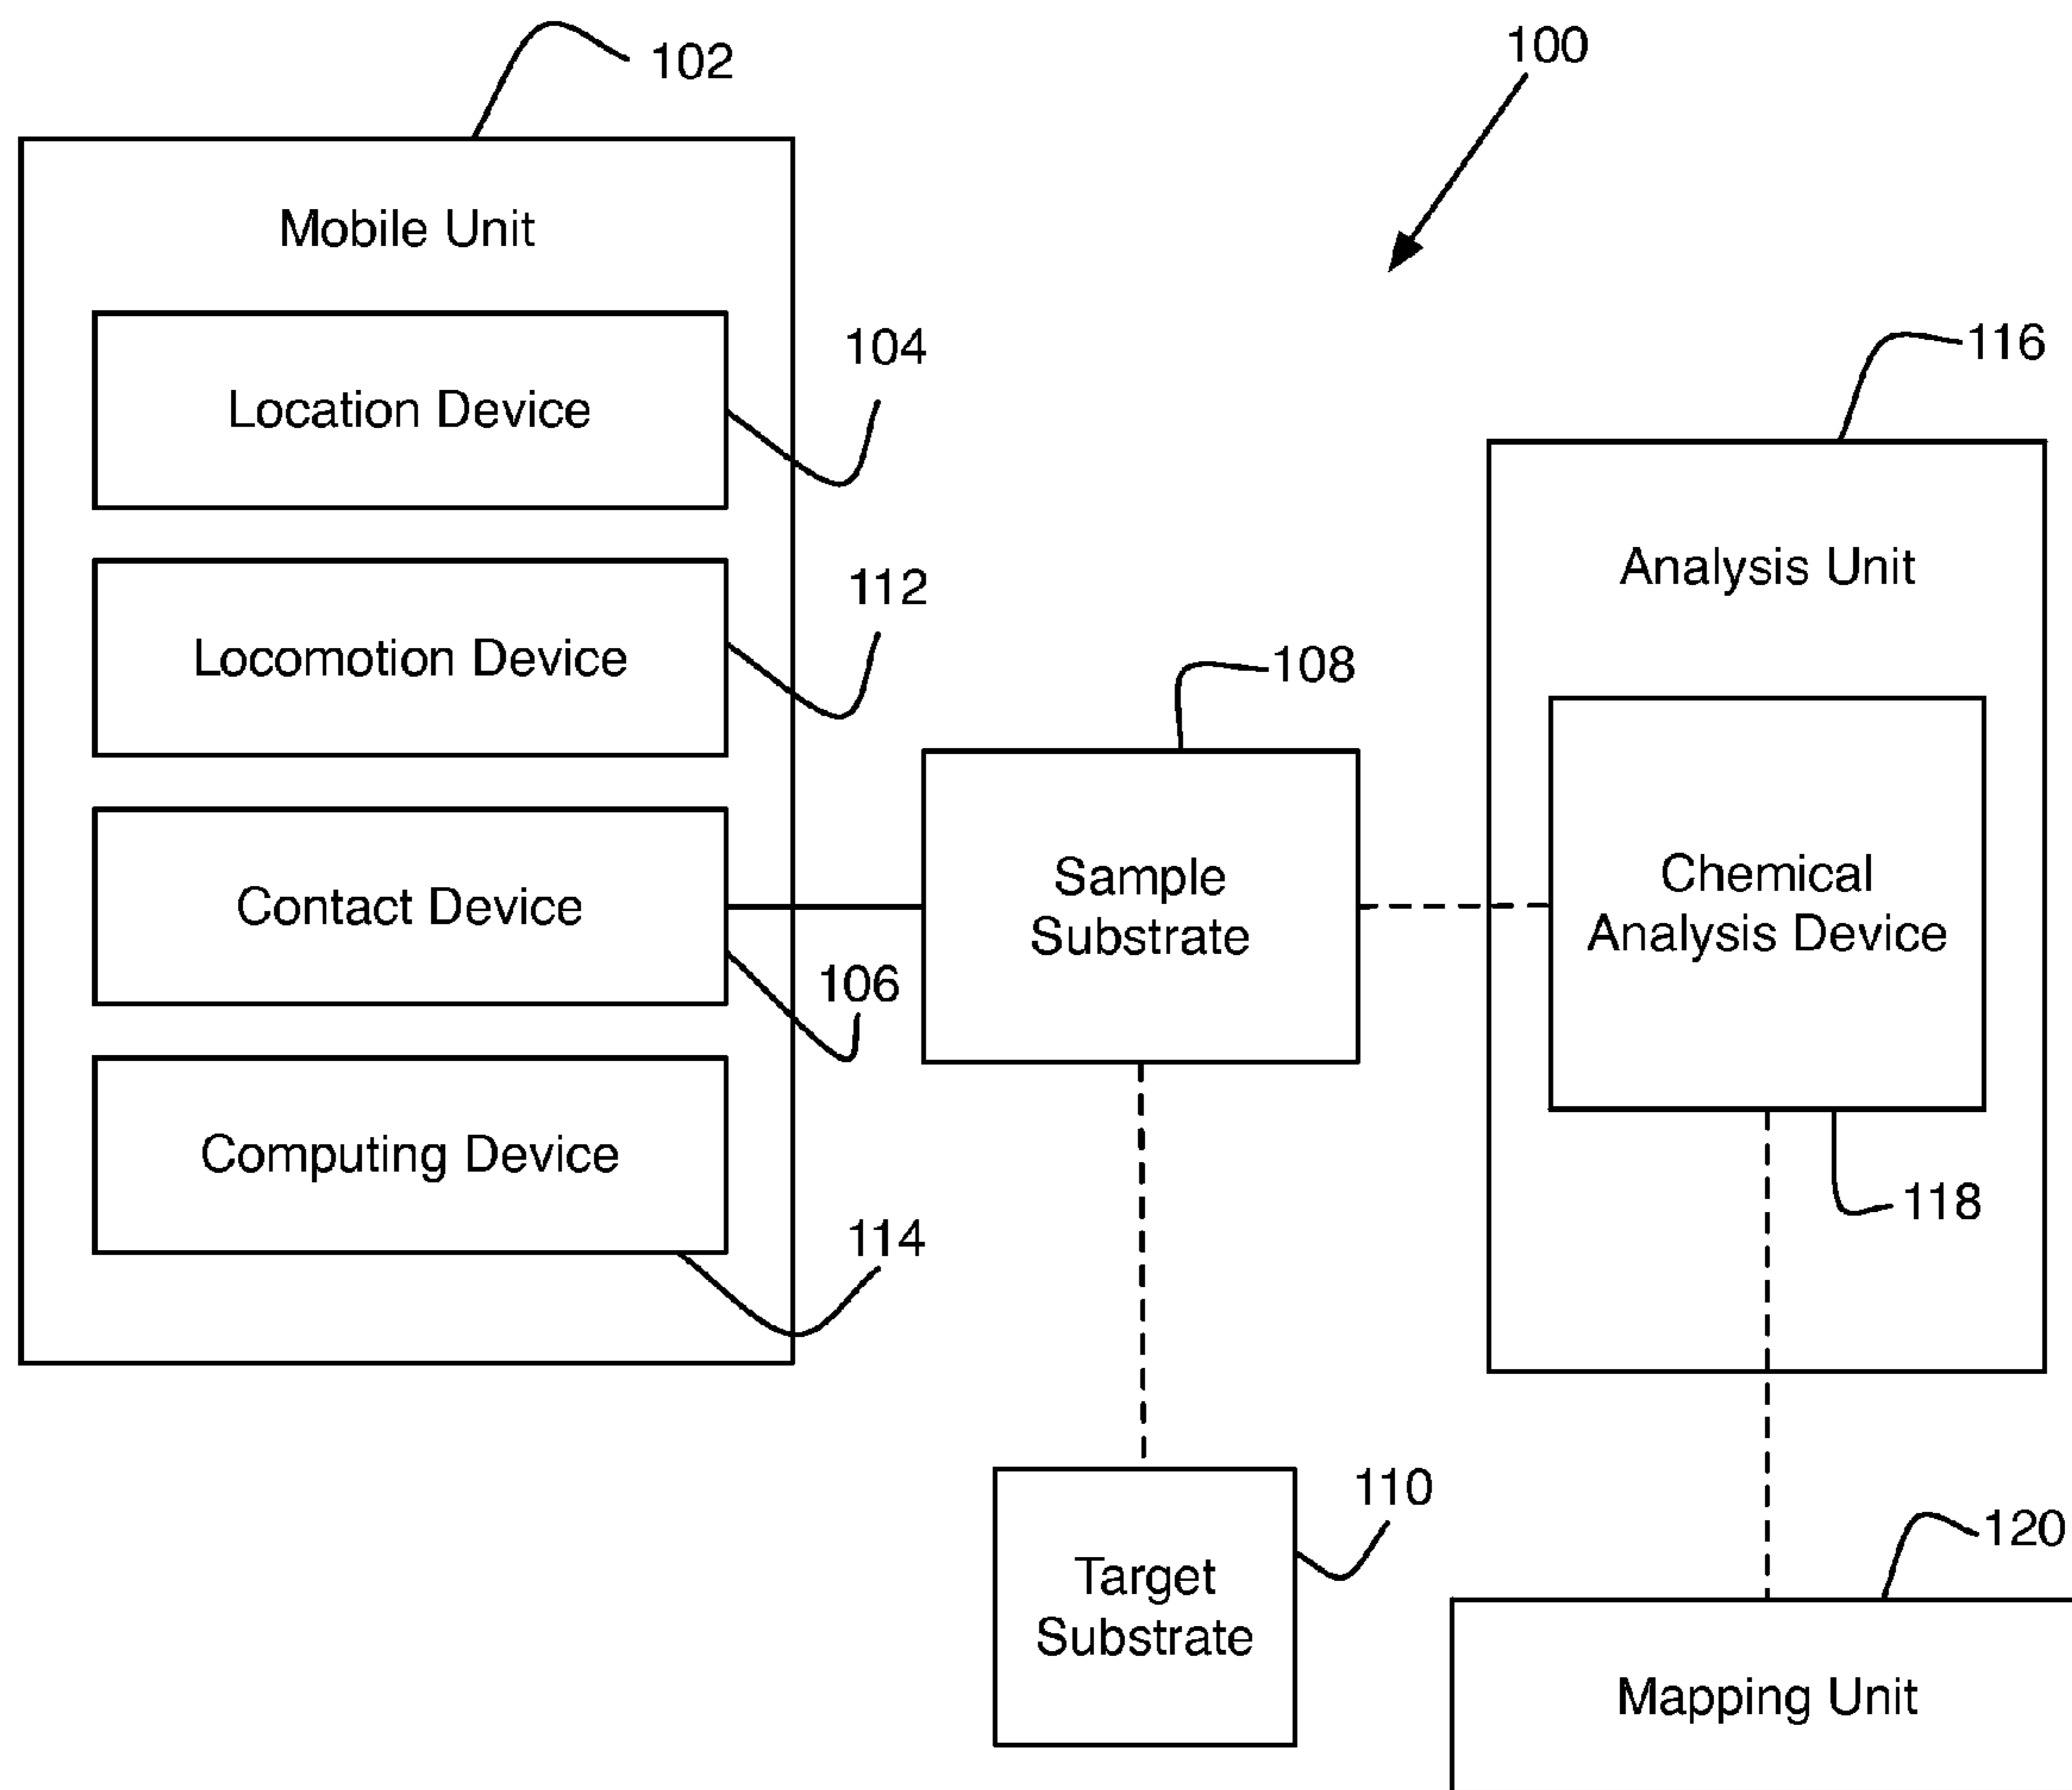 102
100
Mobile Unit
104
Location Device
116
112
Analysis Unit
Locomotion Device
108
Contact Device
Sample
Substrate
Chemical
Analysis Device
106
Computing Device
118
114
110
120
Target
Substrate
Mapping Unit